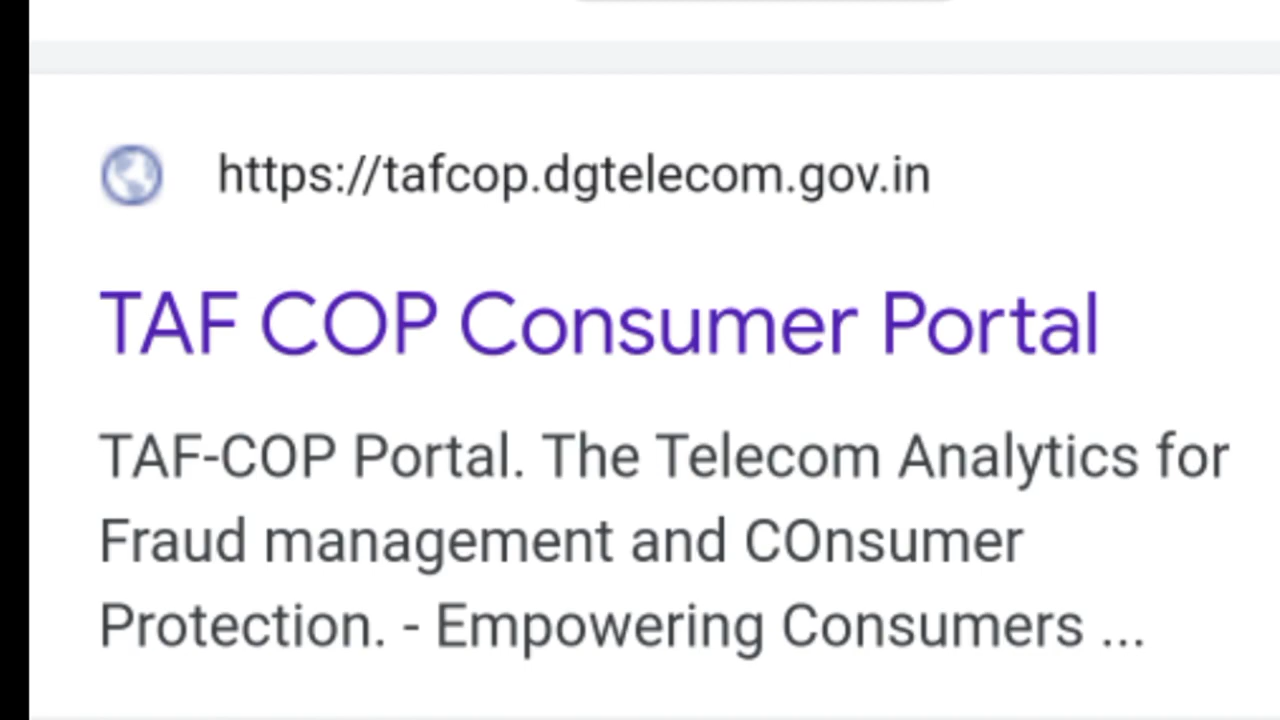 https://tafcop.dgtelecom.gov.in
TAF COP Consumer Portal
TAF-COP Portal. The Telecom Analytics for
Fraud management and COnsumer
Protection. - Empowering Consumers ...